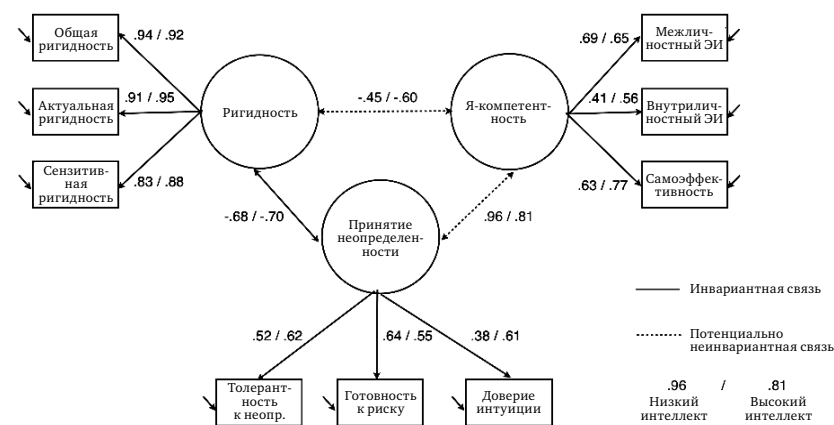 Общая
ригидность
.94 / .92
Актуальная
ригидность
.91 / .95
Сензитив-
ная
ригидность
.83 / .88
Ригидность
-.45 / -.60
Я-компетент-
ность
.69 / .65
Межлич-
ностный ЭИ
.41 / .56
Внутрилич-
ностный ЭИ
.63 / .77
Самоэффек-
тивность
-.68 / -.70
Принятие
неопределен-
ности
.96 / .81
.52 / .62
.64 / .55
.38 / .61
Толерант-
ность
к неопр.
Готовность
к риску
Доверие
интуиции
Инвариантная связь
Потенциально
неинвариантная связь
.96 / .81
Низкий Высокий
интеллект интеллект